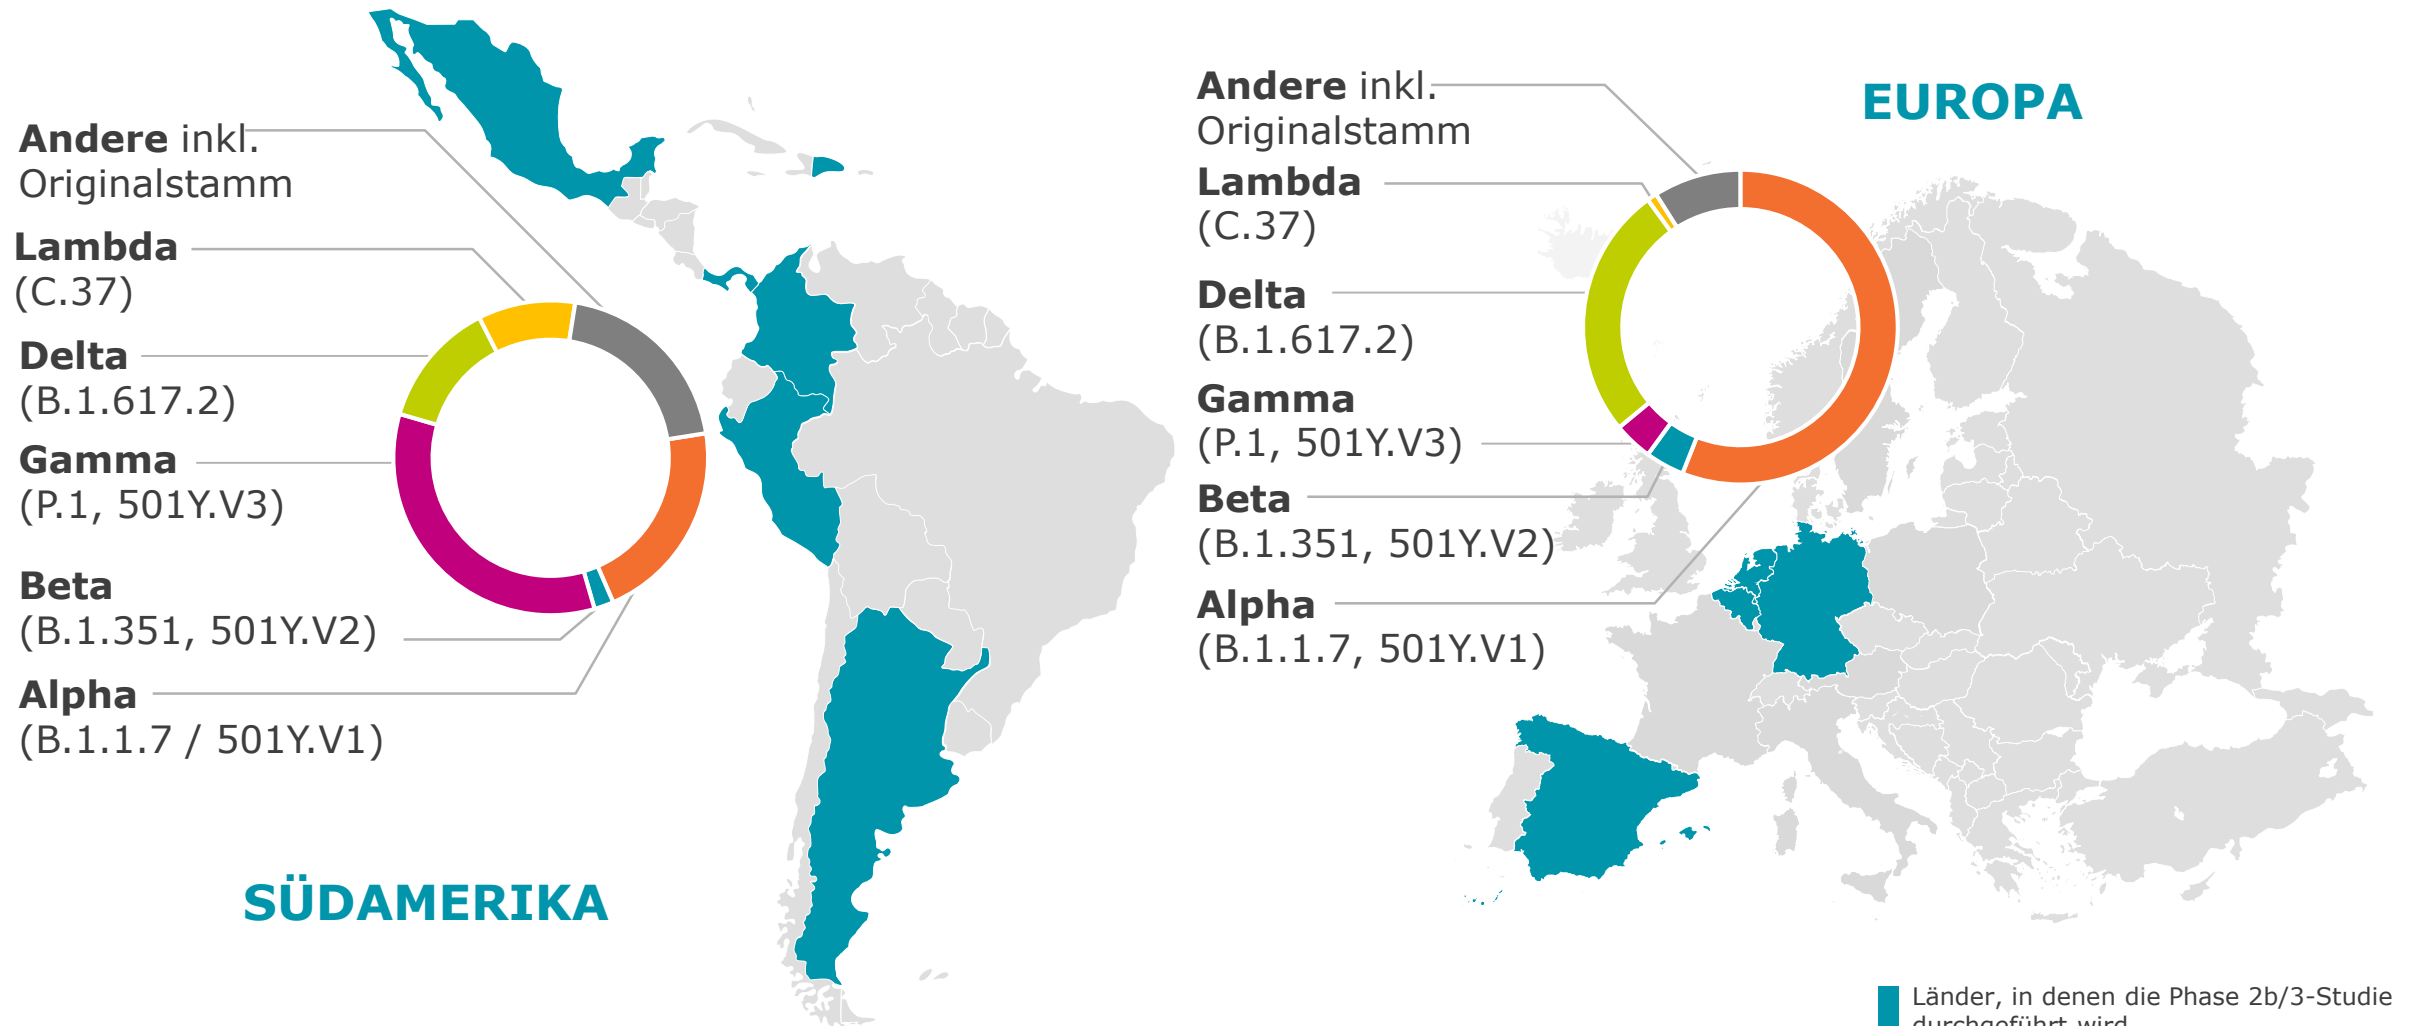 Andere inkl.
Originalstamm
Lambda
(C.37)
Delta
(B.1.617.2)
Gamma
(P.1, 501Y.V3)
Beta
(B.1.351, 501Y.V2)
Alpha
(B.1.1.7 / 501Y.V1)
SÜDAMERIKA
Andere inkl.
Originalstamm
Lambda
(C.37)
Delta
(B.1.617.2)
Gamma
(P.1, 501Y.V3)
Beta
(B.1.351, 501Y.V2)
Alpha
(B.1.1.7, 501Y.V1)
EUROPA
Länder, in denen die Phase 2b/3-Studie
durchgeführt wird